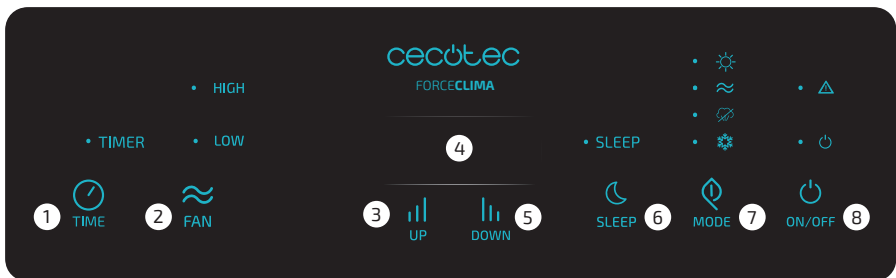 cecotec
FORCECLIMA
HIGH
TIMER
LOW
4
SLEEP
1
TIME
2
FAN
3
UP
5
DOWN
SLEEP
6
MODE
7
ON/OFF
8